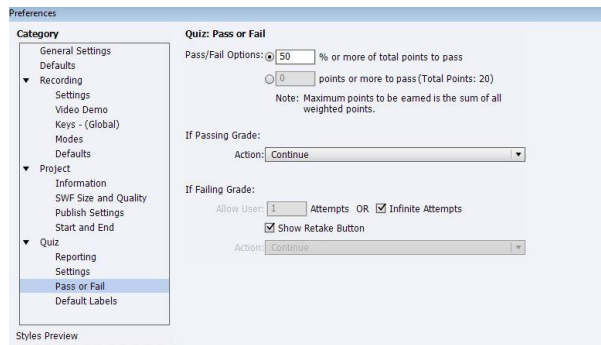 Preferences
Category
General Settings
Defaults
Recording
Settings
Video Demo
Keys - (Global)
Modes
Defaults
Project
Information
SWF Size and Quality
Publish Settings
Start and End
Quiz
Reporting
Settings
Pass or Fail
Default Labels
Styles Preview
Quiz: Pass or Fail
Pass/Fail Options: 50 % or more of total points to pass
0 points or more to pass (Total Points: 20)
Note: Maximum points to be earned is the sum of all
weighted points.
If Passing Grade:
Action: Continue
If Failing Grade:
Allow User: 1 Attempts OR Infinite Attempts
Show Retake Button
Action: Continue